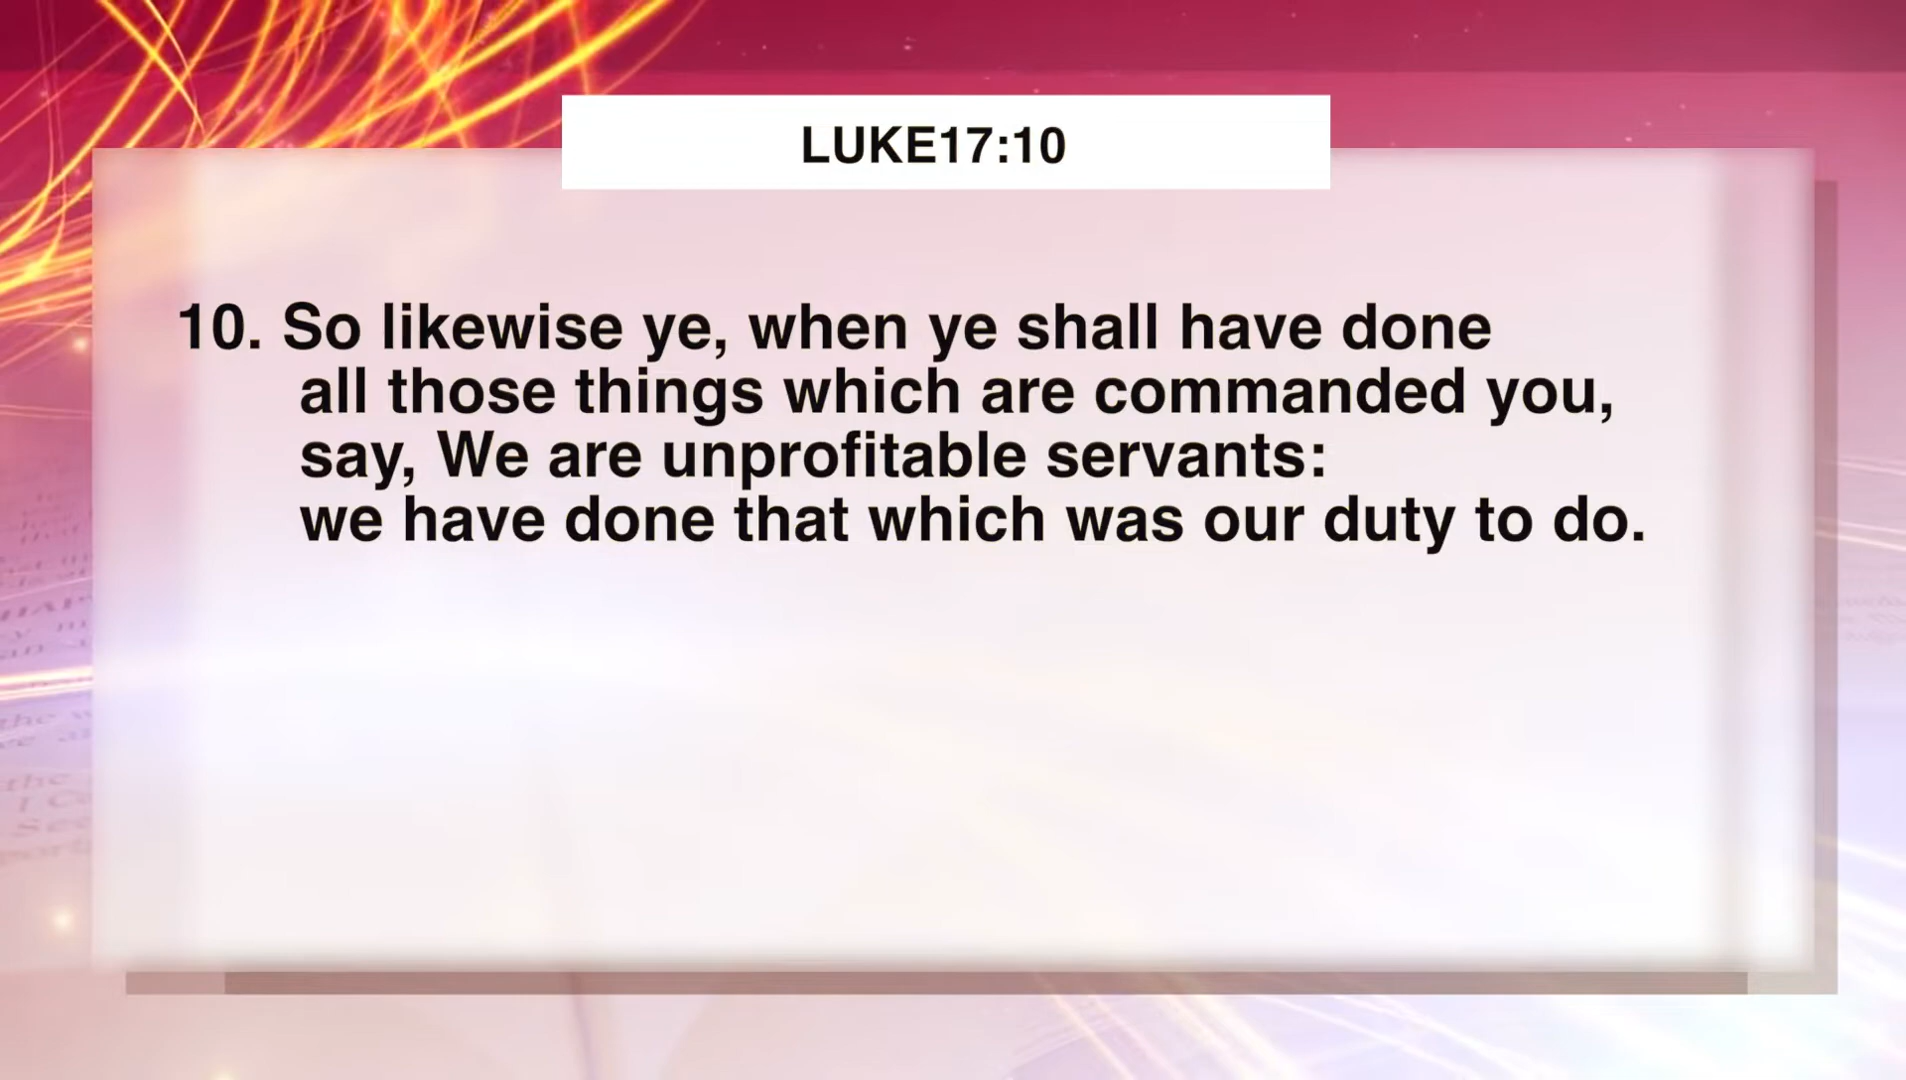 LUKE17:10
10. So likewise ye, when ye shall have done
all those things which are commanded you,
say, We are unprofitable servants:
we have done that which was our duty to do.